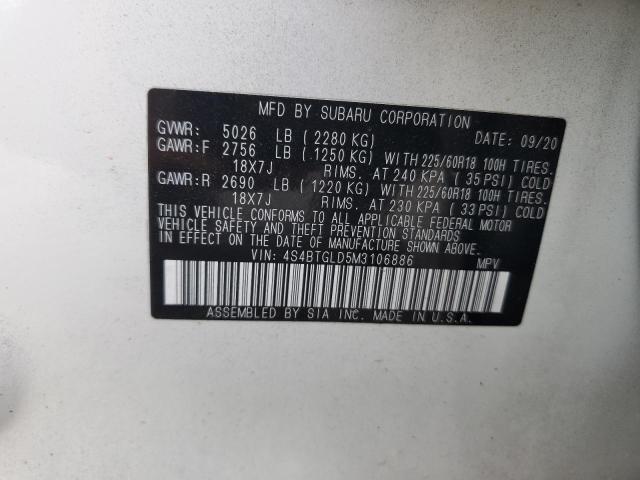 MFD BY SUBARU CORPORATION
GVWR: 5026 LB ( 2280 KG) DATE: 09/20
GAWR:F 2756 LB ( 1250 KG) WITH 225/60R18 100H TIRES.
18X7J RIMS. AT 240 KPA ( 35 PSI) COLD
GAWR:R 2690 LB ( 1220 KG) WITH 225/60R18 100H TIRES.
18X7J RIMS. AT 230 KPA ( 33 PSI) COLD
THIS VEHICLE CONFORMS TO ALL APPLICABLE FEDERAL MOTOR
VEHICLE SAFETY, BUMPER, AND THEFT PREVENTION STANDARDS
IN EFFECT ON THE DATE OF MANUFACTURE SHOWN ABOVE.
VIN: 4S4BTGLD5M3106886 MPV
ASSEMBLED BY SIA INC. MADE IN U.S.A.